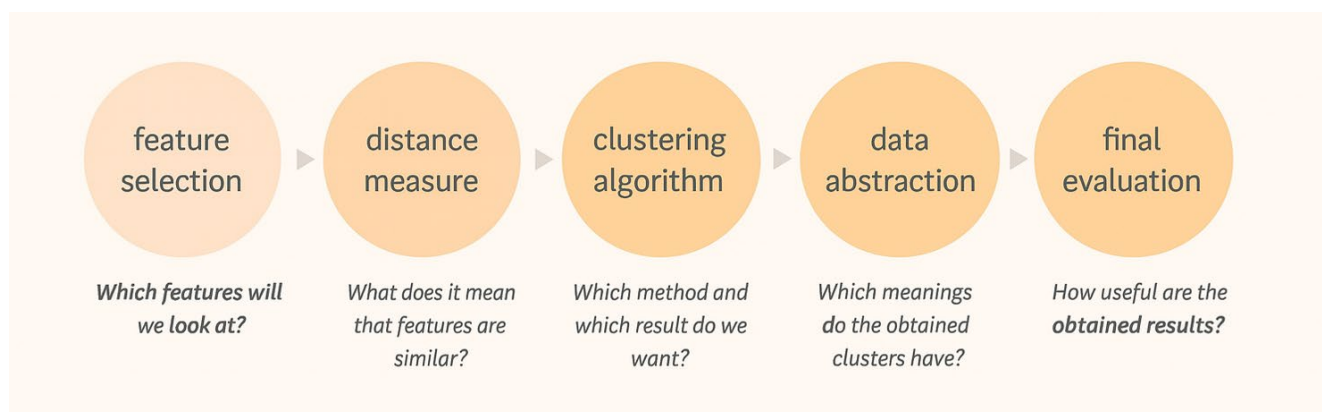 feature
selection
distance
measure
clustering
algorithm
data
abstraction
final
evaluation
Which features will
we look at?
What does it mean
that features are
similar?
Which method and
which result do we
want?
Which meanings
do the obtained
clusters have?
How useful are the
obtained results?